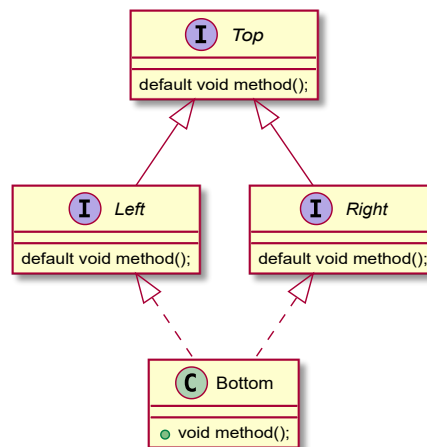 I Top
default void method();
I Left
default void method();
I Right
default void method();
C Bottom
void method();